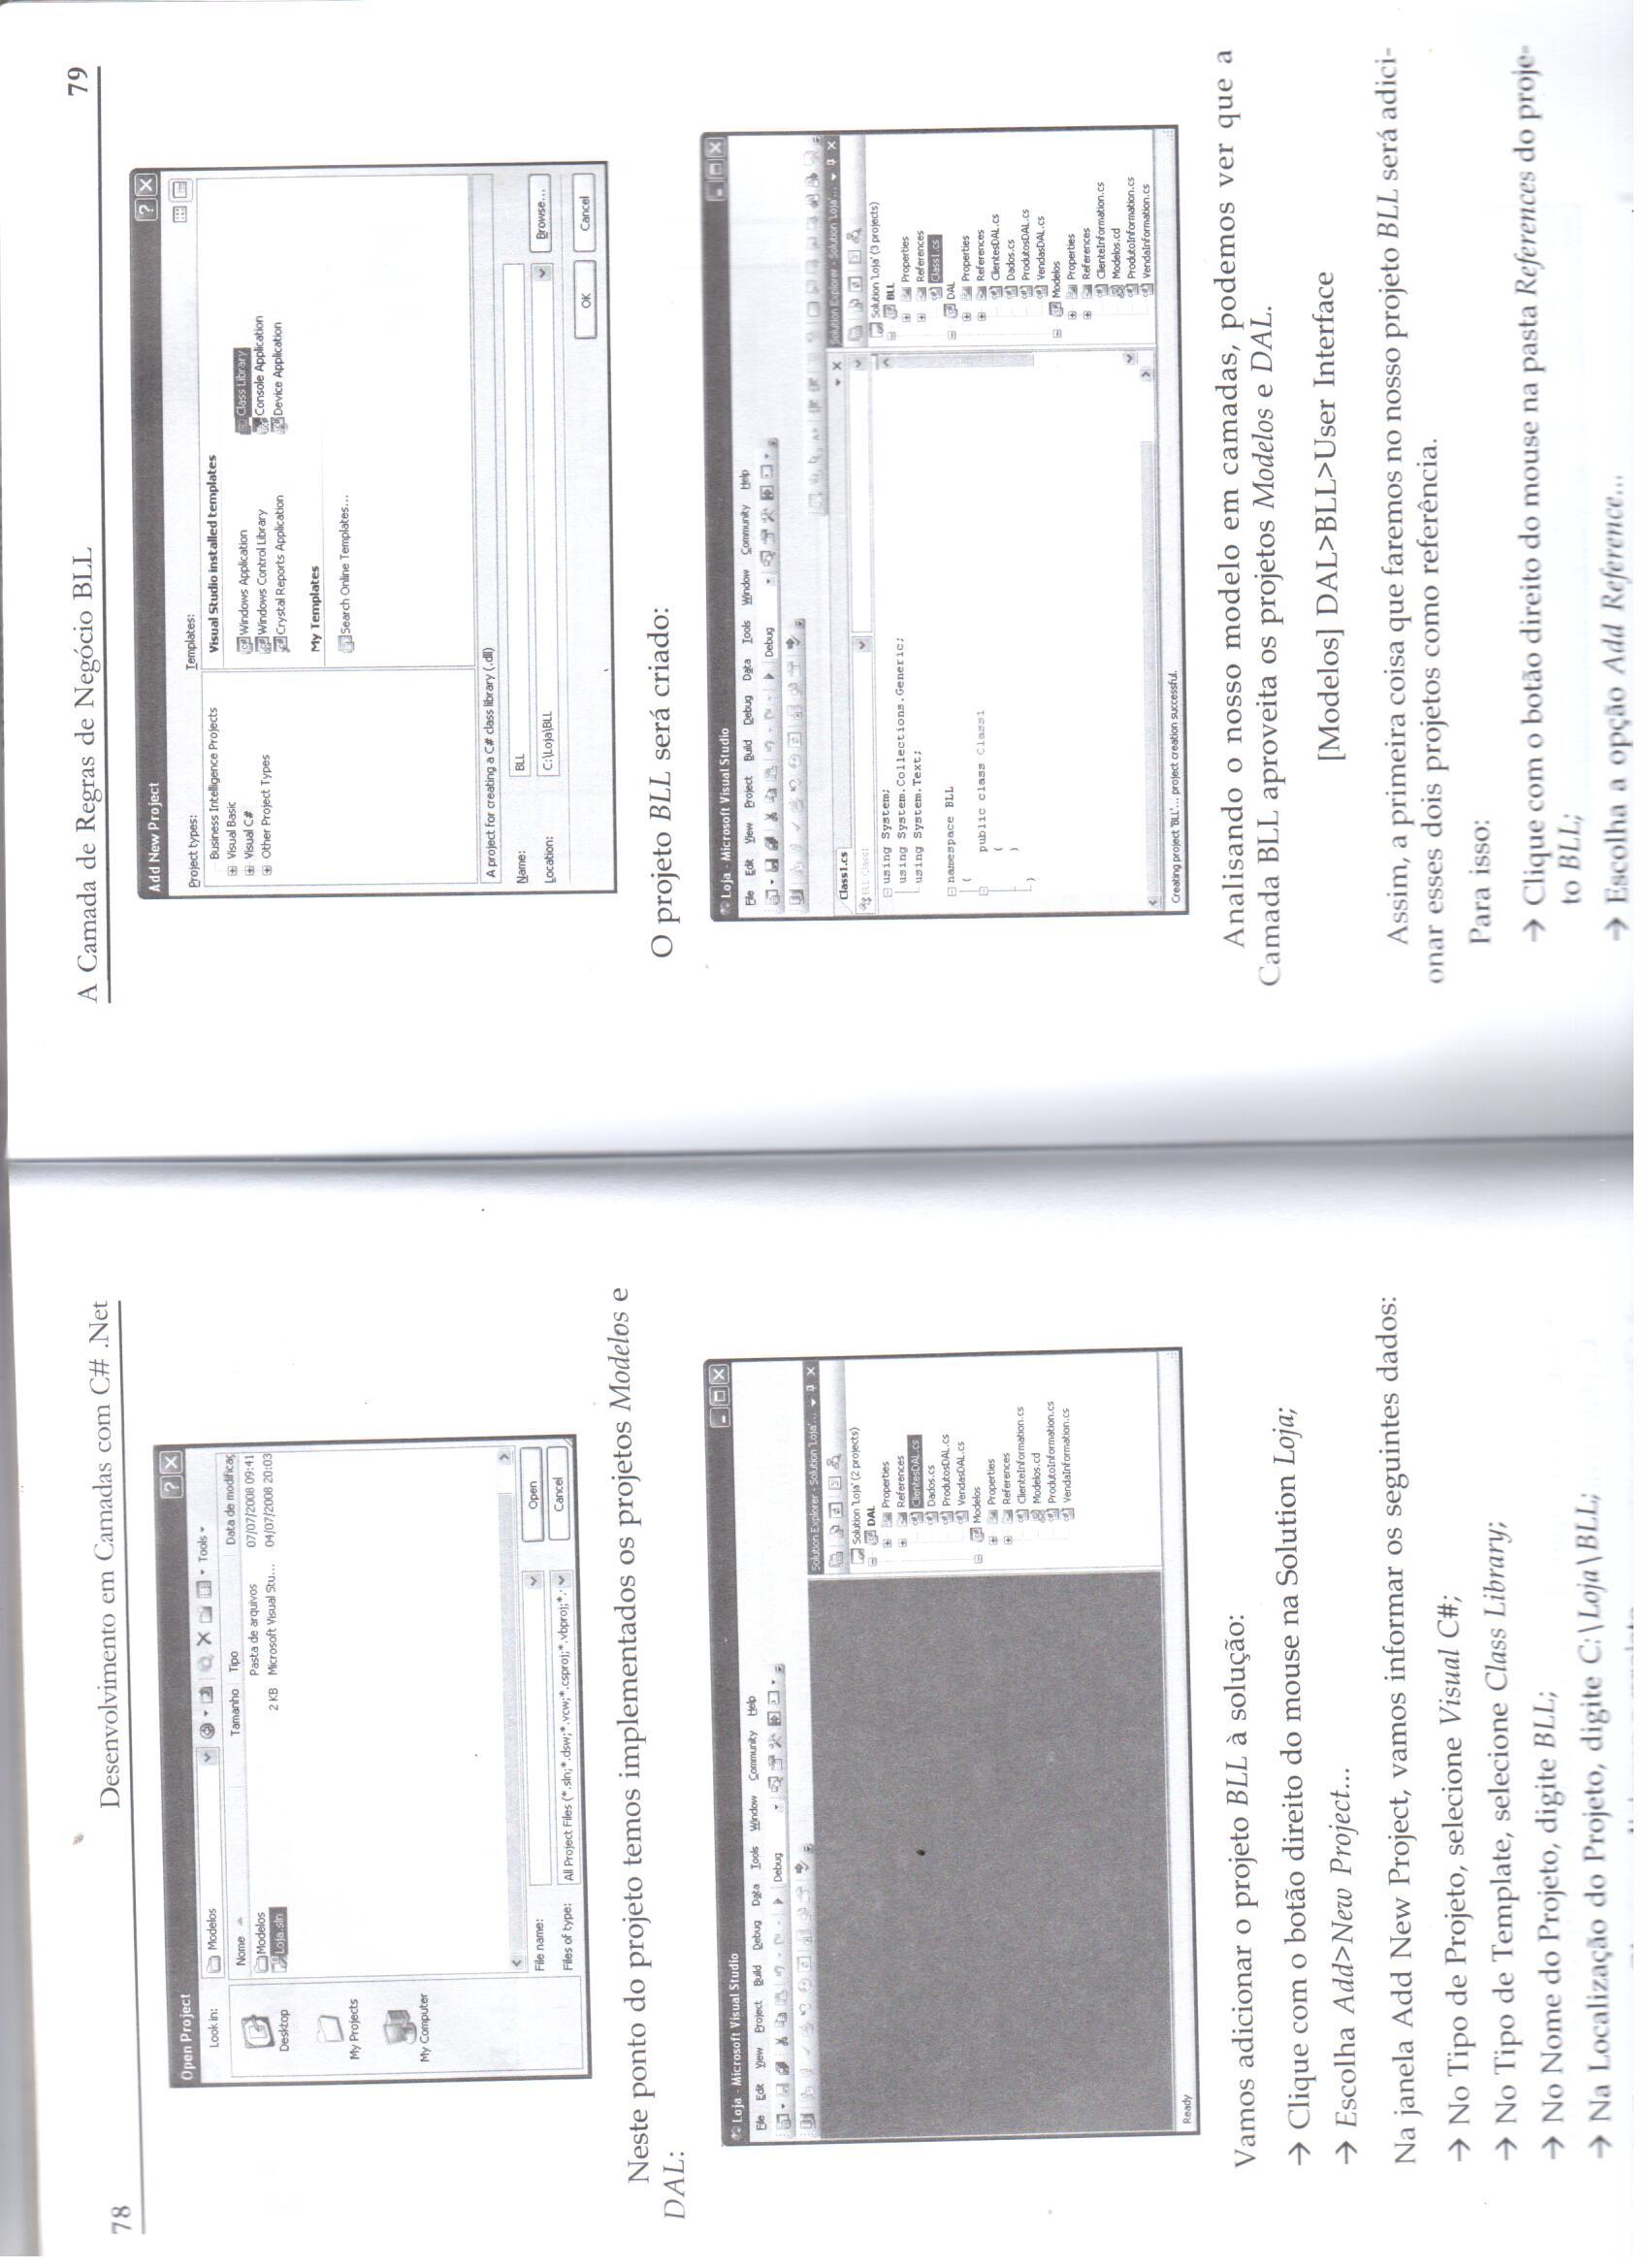 78
Desenvolvimento em Camadas com C# .Net
Open Project
Look in:
Modelos
Tools
Nome
Tamanho
Tipo
Data de modificaç
Modelos
Pasta de arquivos
07/07/2008 09:41
Loja.sln
2 KB
Microsoft Visual Stu...
04/07/2008 20:03
Desktop
My Projects
My Computer
File name:
Open
Files of type:
All Project Files (*.sln;*.dsw;*.vcw;*.csproj;*.vbproj;*.
Cancel
Neste ponto do projeto temos implementados os projetos Modelos e
DAL:
Loja - Microsoft Visual Studio
File Edit View Project Build Debug Data Tools Window Community Help
Debug
Solution Explorer - Solution 'Loja'...
Solution 'Loja' (2 projects)
DAL
Properties
References
ClientesDAL.cs
Dados.cs
ProdutosDAL.cs
VendasDAL.cs
Modelos
Properties
References
ClienteInformation.cs
Modelos.cd
ProdutoInformation.cs
VendaInformation.cs
Ready
Vamos adicionar o projeto BLL à solução:
→ Clique com o botão direito do mouse na Solution Loja;
→ Escolha Add>New Project...
Na janela Add New Project, vamos informar os seguintes dados:
→ No Tipo de Projeto, selecione Visual C#;
→ No Tipo de Template, selecione Class Library;
→ No Nome do Projeto, digite BLL;
→ Na Localização do Projeto, digite C:\Loja\BLL;
A Camada de Regras de Negócio BLL
79
Add New Project
Project types:
Templates:
Business Intelligence Projects
Visual Basic
Visual C#
Other Project Types
Visual Studio installed templates
Windows Application
Class Library
Windows Control Library
Console Application
Crystal Reports Application
Device Application
My Templates
Search Online Templates...
A project for creating a C# class library (.dll)
Name:
BLL
Location:
C:\Loja\BLL
Browse...
OK
Cancel
O projeto BLL será criado:
Loja - Microsoft Visual Studio
File Edit View Project Build Debug Data Tools Window Community Help
Debug
Class1.cs
BLL.Class1
using System;
using System.Collections.Generic;
using System.Text;
namespace BLL
{
public class Class1
{
}
}
Solution Explorer - Solution 'Loja'...
Solution 'Loja' (3 projects)
BLL
Properties
References
Class1.cs
DAL
Properties
References
ClientesDAL.cs
Dados.cs
ProdutosDAL.cs
VendasDAL.cs
Modelos
Properties
References
ClienteInformation.cs
Modelos.cd
ProdutoInformation.cs
VendaInformation.cs
Creating project 'BLL'... project creation successful.
Analisando o nosso modelo em camadas, podemos ver que a
Camada BLL aproveita os projetos Modelos e DAL.
[Modelos] DAL>BLL>User Interface
Assim, a primeira coisa que faremos no nosso projeto BLL será adici-
onar esses dois projetos como referência.
Para isso:
→ Clique com o botão direito do mouse na pasta References do proje-
to BLL;
→ Escolha a opção Add Reference...